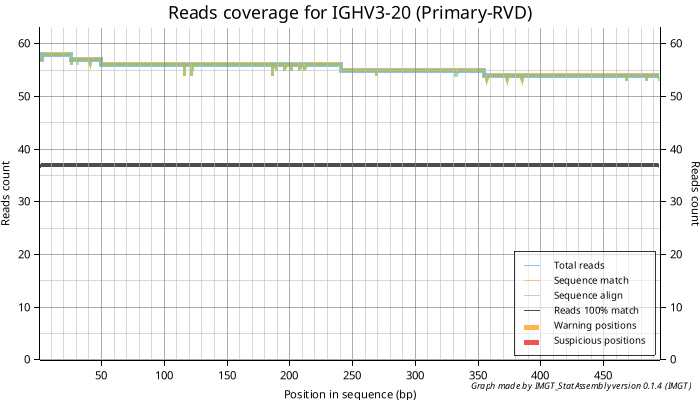 Reads coverage for IGHV3-20 (Primary-RVD)
60 60
50 50
40 40
30 30
20 20
10 10
0 0
Reads count
Reads count
Total reads
Sequence match
Sequence align
Reads 100% match
Warning positions
Suspicious positions
50 100 150 200 250 300 350 400 450
Position in sequence (bp)
Graph made by IMGT_StatAssembly version 0.1.4 (IMGT)